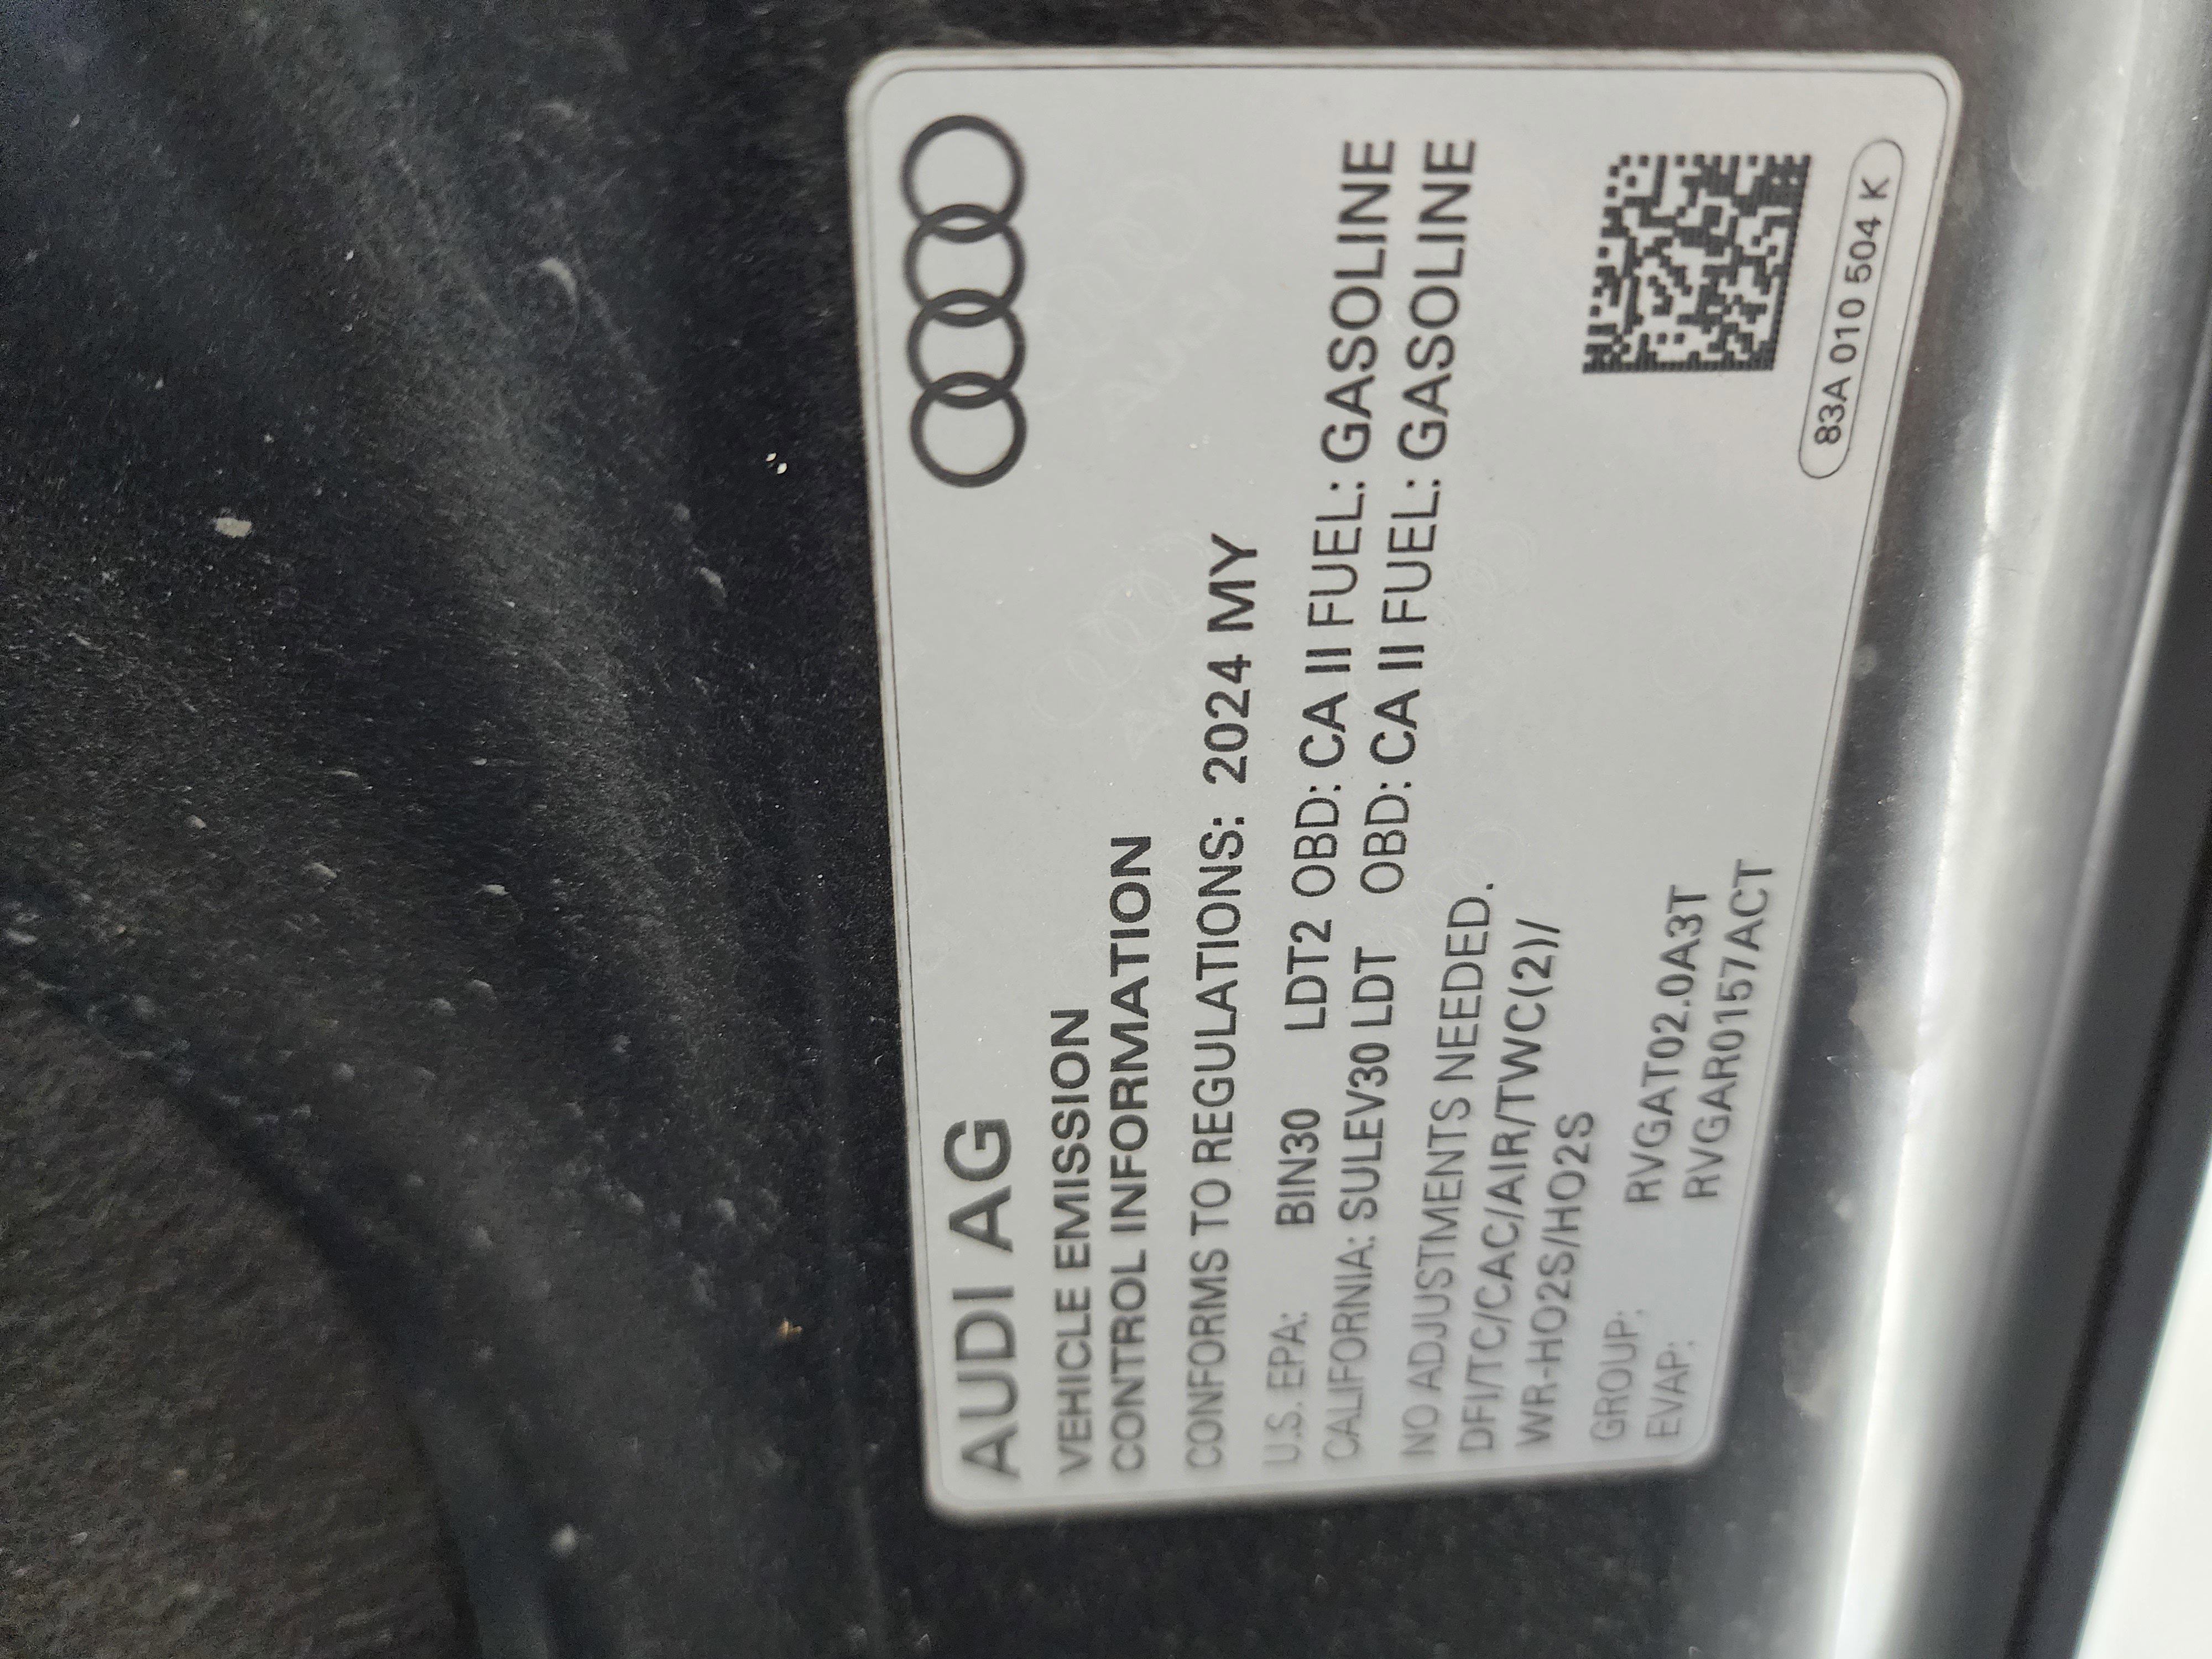 AUDI AG
VEHICLE EMISSION
CONTROL INFORMATION
CONFORMS TO REGULATIONS: 2024 MY
U.S. EPA: BIN30 LDT2 OBD: CA II FUEL: GASOLINE
CALIFORNIA: SULEV30 LDT OBD: CA II FUEL: GASOLINE
NO ADJUSTMENTS NEEDED.
DFI/TC/CAC/AIR/TWC(2)/
WR-HO2S/HO2S
GROUP: RVGAT02.0A3T
EVAP: RVGAR0157ACT
83A 010 504 K